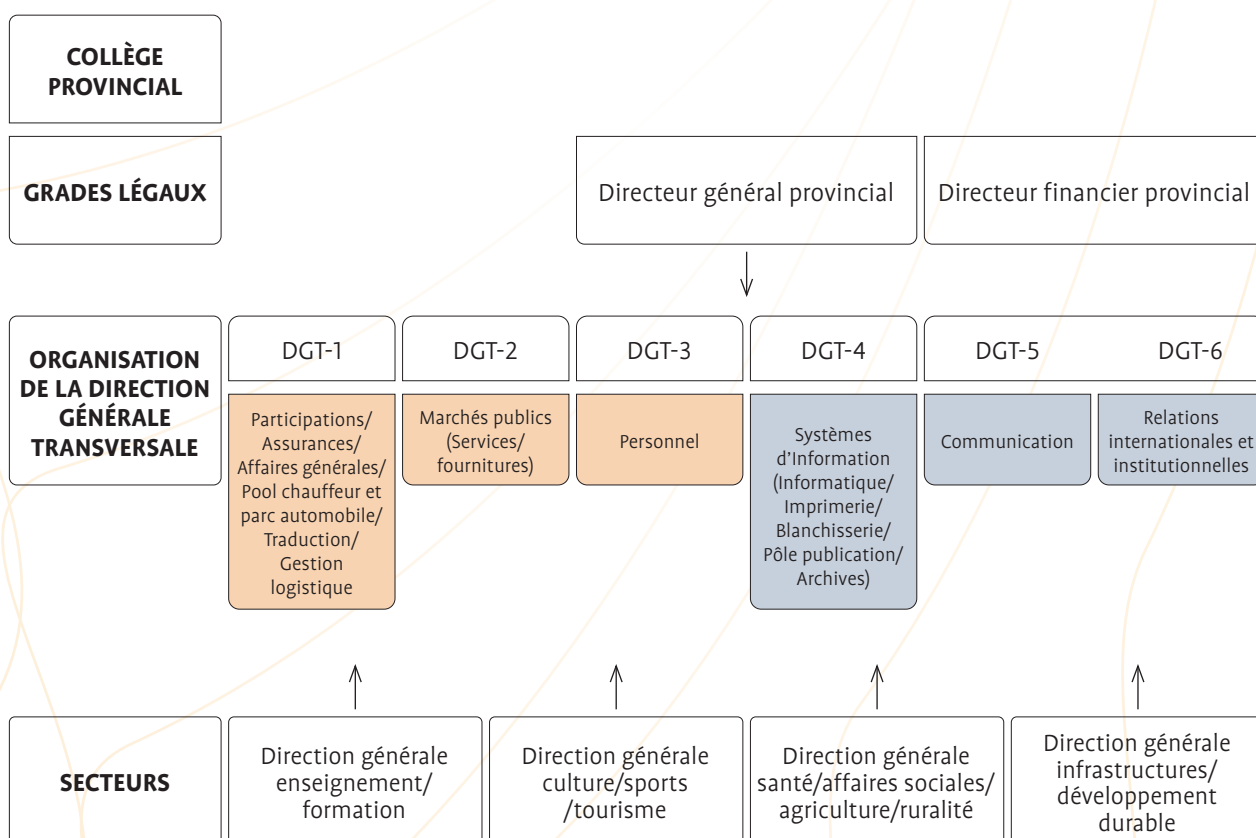 COLLÈGE
PROVINCIAL
GRADES LÉGAUX
Directeur général provincial
Directeur financier provincial
ORGANISATION
DE LA DIRECTION
GÉNÉRALE
TRANSVERSALE
DGT-1
DGT-2
DGT-3
DGT-4
DGT-5
DGT-6
Participations/
Assurances/
Affaires générales/
Pool chauffeur et
parc automobile/
Traduction/
Gestion
logistique
Marchés publics
(Services/
fournitures)
Personnel
Systèmes
d'Information
(Informatique/
Imprimerie/
Blanchisserie/
Pôle publication/
Archives)
Communication
Relations
internationales et
institutionnelles
SECTEURS
Direction générale
enseignement/
formation
Direction générale
culture/sports
/tourisme
Direction générale
santé/affaires sociales/
agriculture/ruralité
Direction générale
infrastructures/
développement
durable